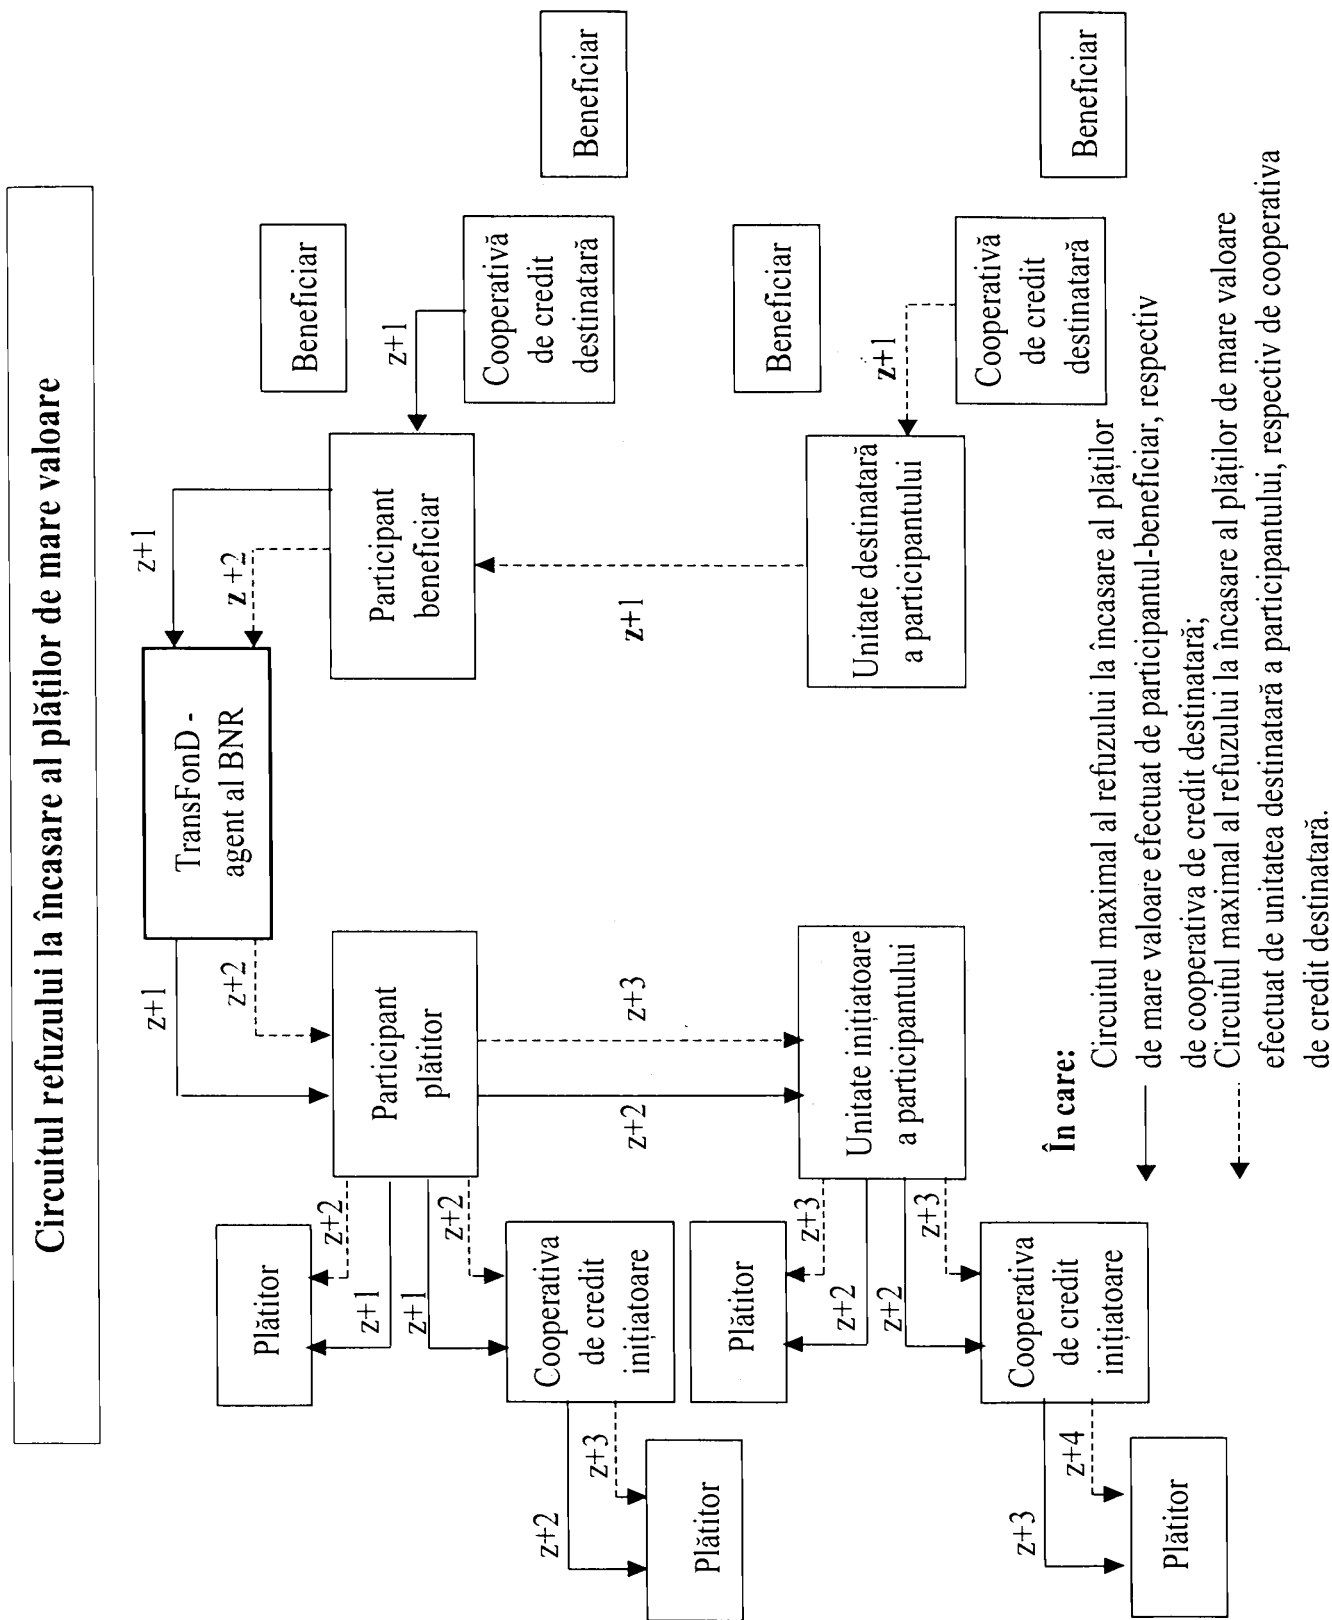 Circuitul refuzului la încasare al plăților de mare valoare
TransFonD -
agent al BNR
z+1
z+2
z+1
z+2
Participant
plătitor
Participant
beneficiar
Beneficiar
z+1
Cooperativă
de credit
destinatară
Beneficiar
Plătitor
z+2
z+1
z+1
z+2
Cooperativa
de credit
inițiatoare
z+2
z+3
Plătitor
z+2
z+3
z+1
Unitate inițiatoare
a participantului
Unitate destinatară
a participantului
Beneficiar
z+1
Cooperativă
de credit
destinatară
Beneficiar
Plătitor
z+3
z+2
z+2
z+3
Cooperativa
de credit
inițiatoare
z+3
z+4
Plătitor
În care:
Circuitul maximal al refuzului la încasare al plăților
de mare valoare efectuat de participantul-beneficiar, respectiv
de cooperativa de credit destinatară;
Circuitul maximal al refuzului la încasare al plăților de mare valoare
efectuat de unitatea destinatară a participantului, respectiv de cooperativa
de credit destinatară.